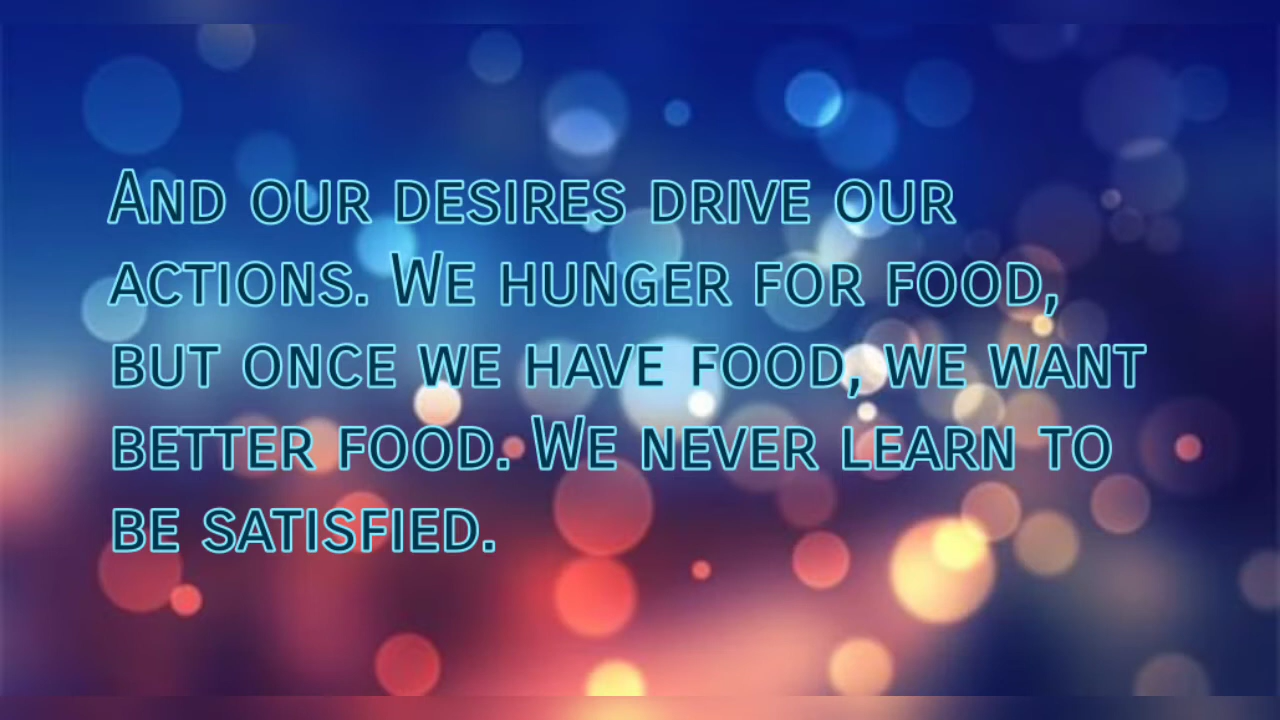 And our desires drive our
actions. We hunger for food,
but once we have food, we want
better food. We never learn to
be satisfied.